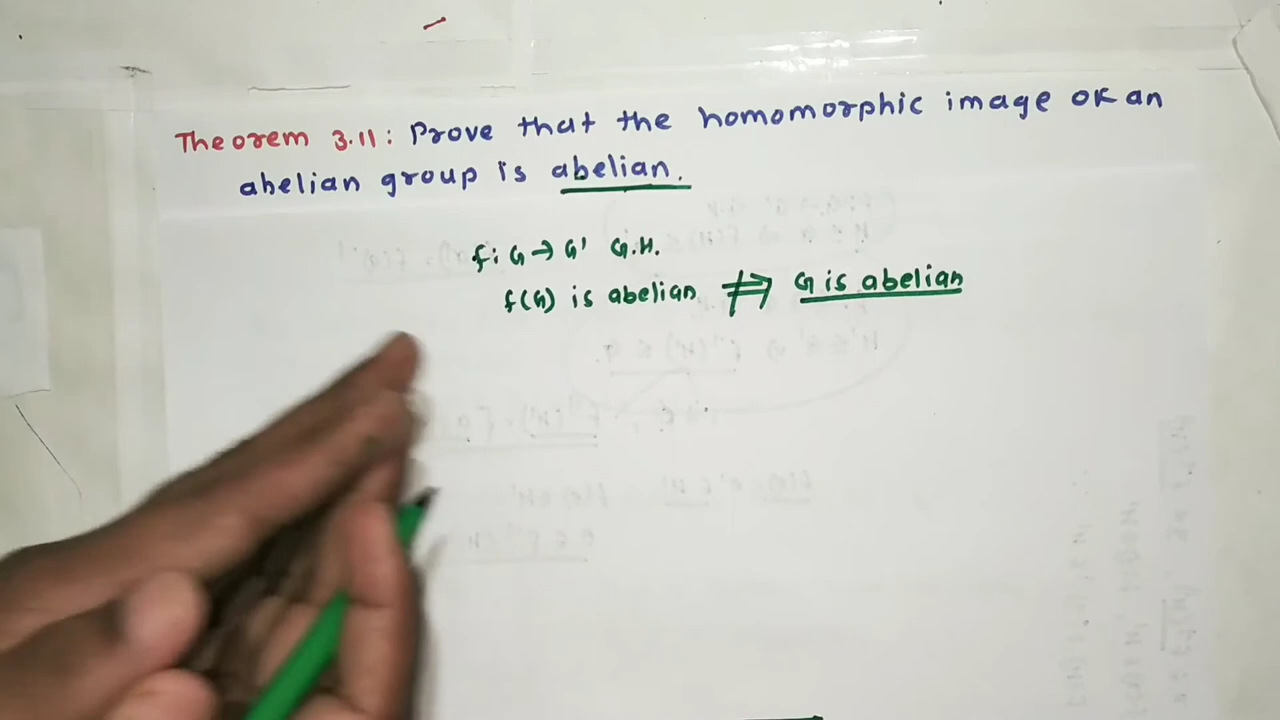 Theorem 3.11: Prove that the homomorphic image of an
abelian group is abelian.
f: G → G' G.H.
f(G) is abelian ⇏ G is abelian